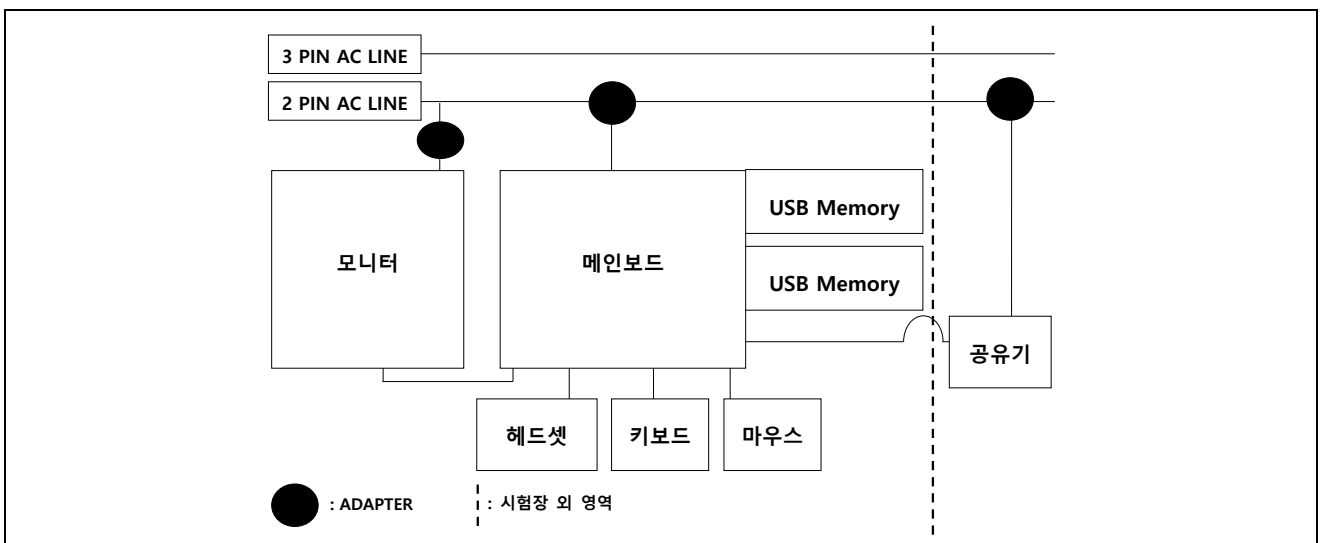 3 PIN AC LINE
2 PIN AC LINE
모니터
메인보드
USB Memory
USB Memory
공유기
헤드셋
키보드
마우스
: ADAPTER
: 시험장 외 영역